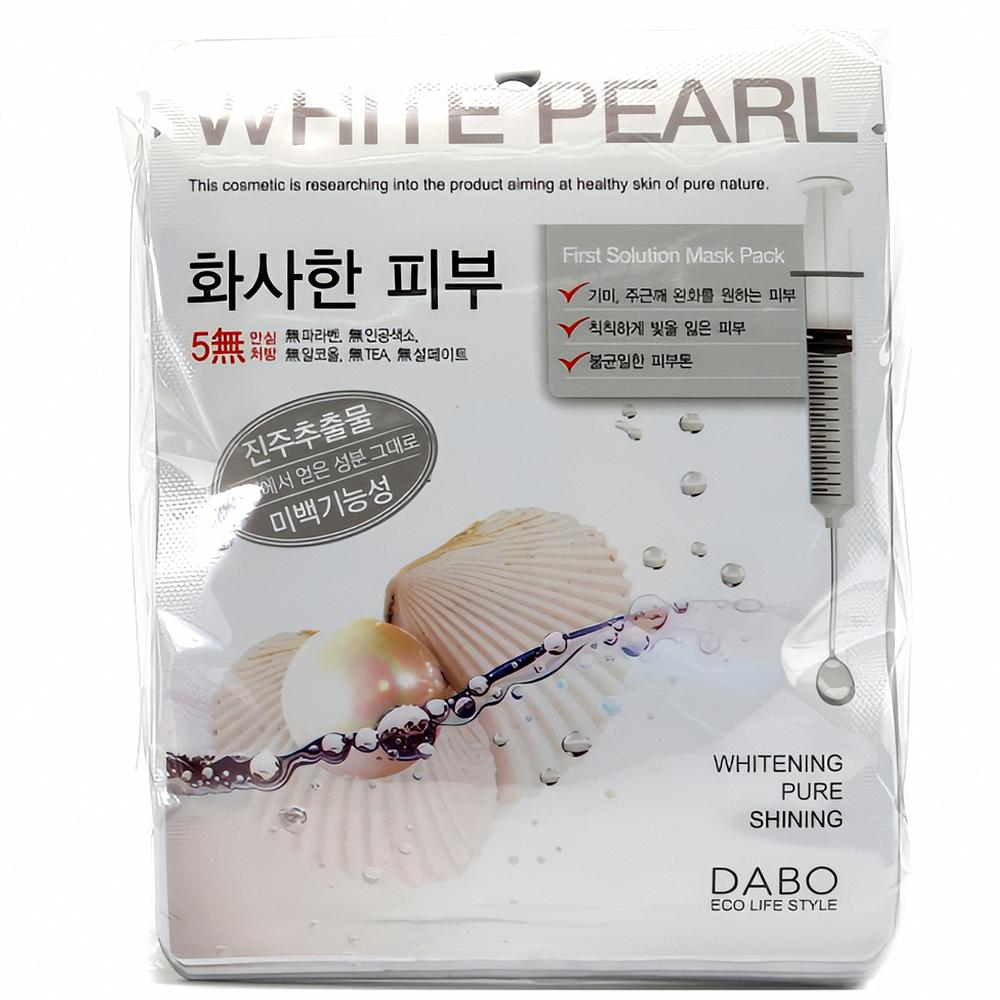 WHITE PEARL
This cosmetic is researching into the product aiming at healthy skin of pure nature.
화사한 피부
5無 안심 처방
無파라벤, 無인공색소,
無알코올, 無TEA, 無설페이트
First Solution Mask Pack
기미, 주근깨 완화를 원하는 피부
칙칙하게 빛을 잃은 피부
불균일한 피부톤
진주추출물
에서 얻은 성분 그대로
미백기능성
WHITENING
PURE
SHINING
DABO
ECO LIFE STYLE